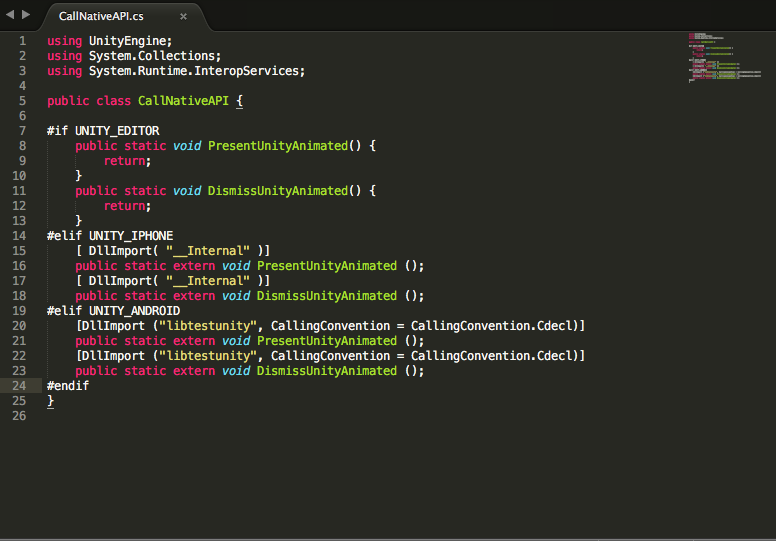 CallNativeAPI.cs ×
1 using UnityEngine;
2 using System.Collections;
3 using System.Runtime.InteropServices;
4
5 public class CallNativeAPI {
6
7 #if UNITY_EDITOR
8     public static void PresentUnityAnimated() {
9         return;
10     }
11     public static void DismissUnityAnimated() {
12         return;
13     }
14 #elif UNITY_IPHONE
15     [ DllImport( "__Internal" )]
16     public static extern void PresentUnityAnimated ();
17     [ DllImport( "__Internal" )]
18     public static extern void DismissUnityAnimated ();
19 #elif UNITY_ANDROID
20     [DllImport ("libtestunity", CallingConvention = CallingConvention.Cdecl)]
21     public static extern void PresentUnityAnimated ();
22     [DllImport ("libtestunity", CallingConvention = CallingConvention.Cdecl)]
23     public static extern void DismissUnityAnimated ();
24 #endif
25 }
26